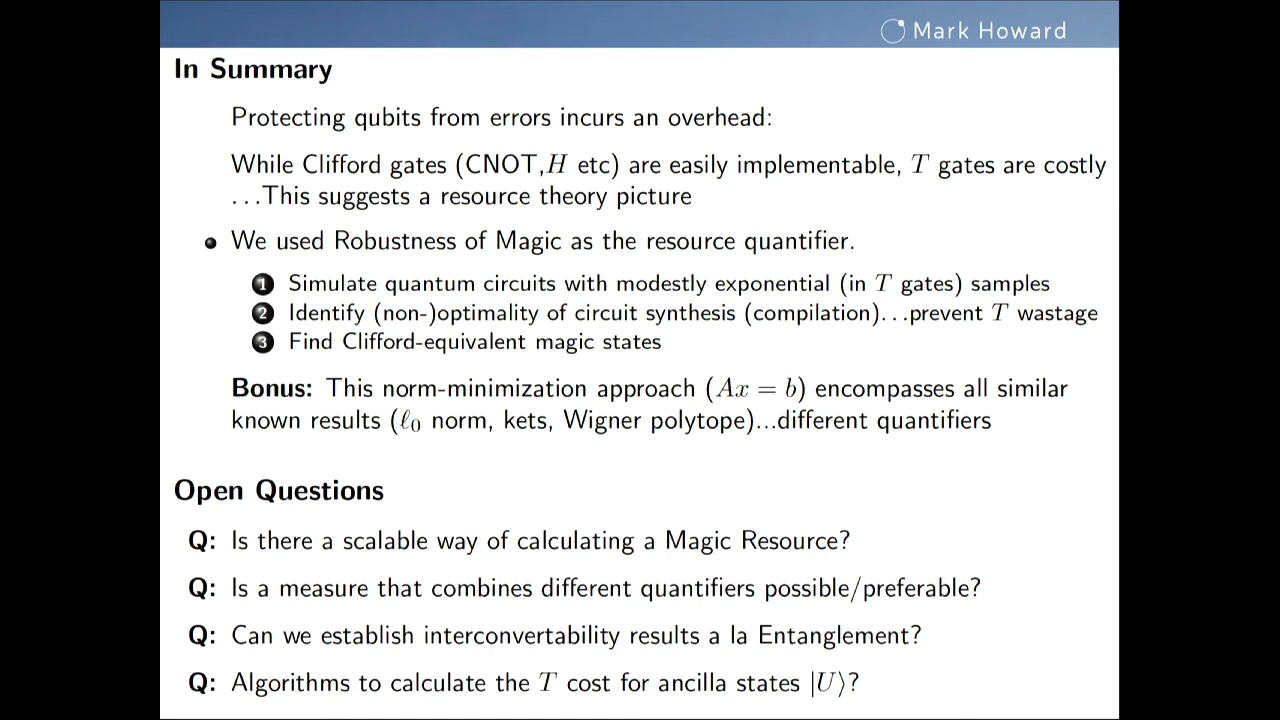 Mark Howard
In Summary
Protecting qubits from errors incurs an overhead:
While Clifford gates (CNOT,H etc) are easily implementable, T gates are costly
...This suggests a resource theory picture
• We used Robustness of Magic as the resource quantifier.
1 Simulate quantum circuits with modestly exponential (in T gates) samples
2 Identify (non-)optimality of circuit synthesis (compilation)...prevent T wastage
3 Find Clifford-equivalent magic states
Bonus: This norm-minimization approach (Ax = b) encompasses all similar
known results (ℓ₀ norm, kets, Wigner polytope)...different quantifiers
Open Questions
Q: Is there a scalable way of calculating a Magic Resource?
Q: Is a measure that combines different quantifiers possible/preferable?
Q: Can we establish interconvertability results a la Entanglement?
Q: Algorithms to calculate the T cost for ancilla states |U⟩?